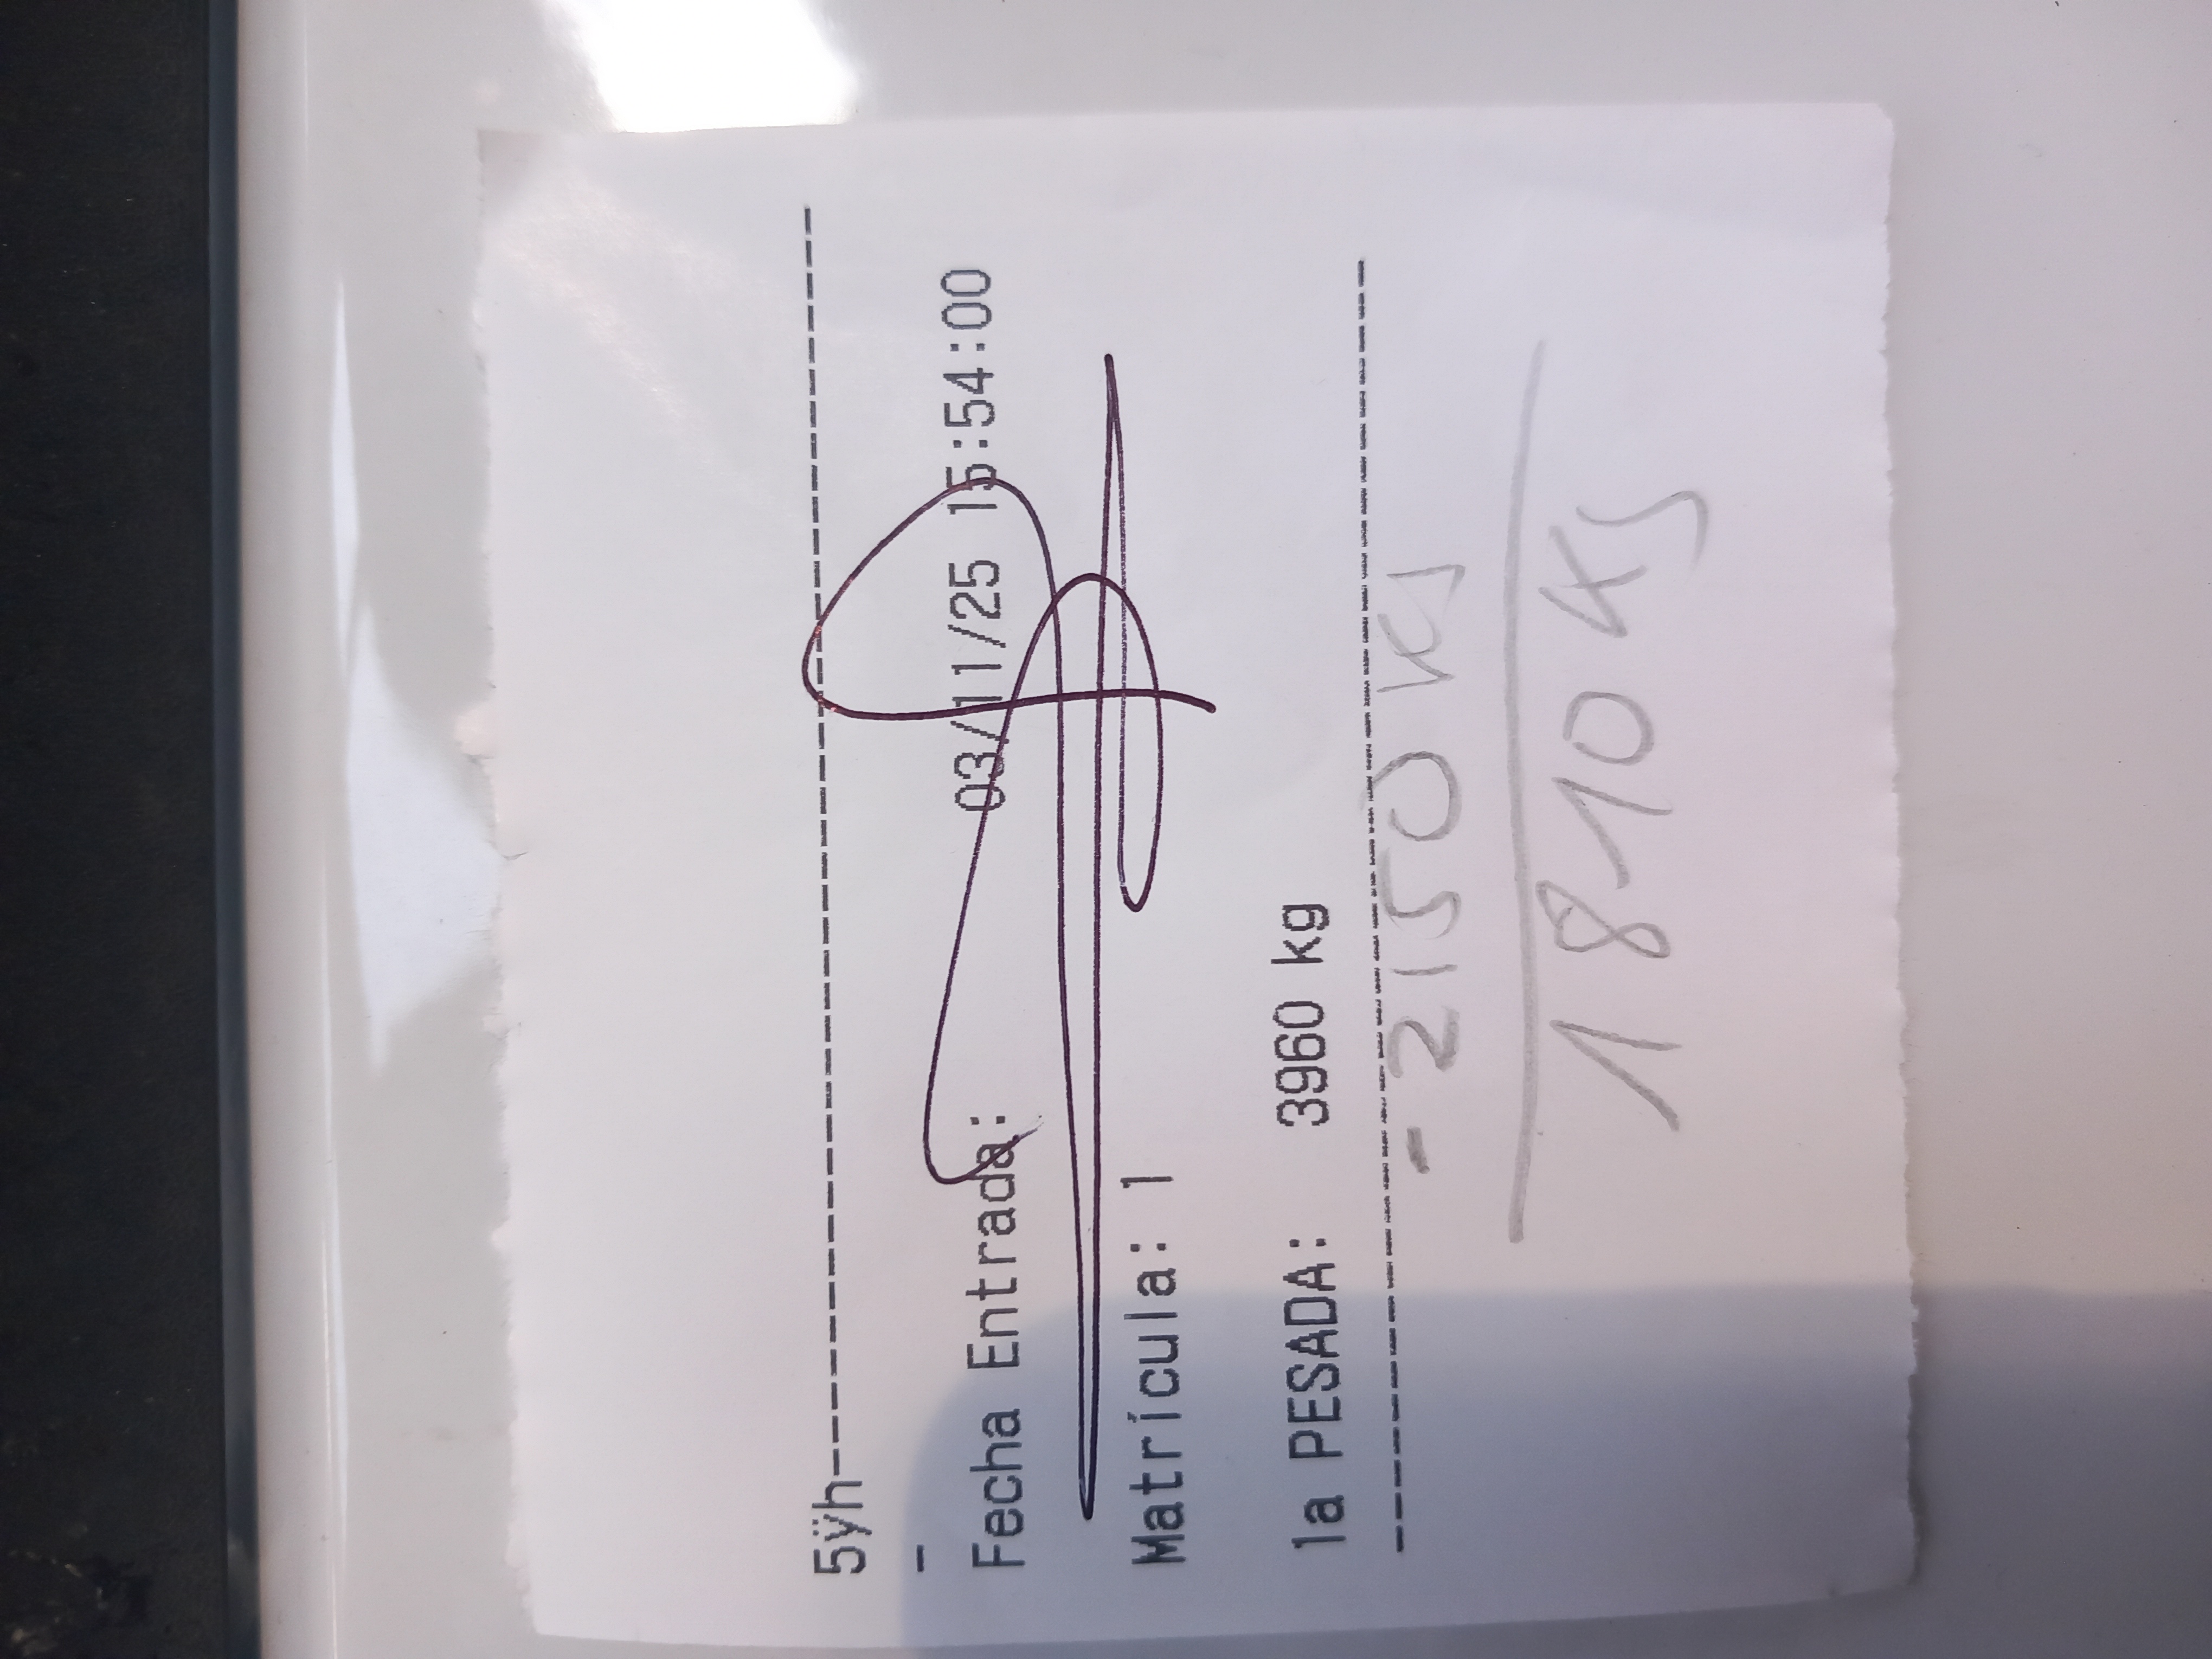 5ÿh------------------------------
-
Fecha Entrada: 03/11/25 15:54:00
Matrícula: 1
1a PESADA: 3960 kg
---------------------------------
- 2150 KG
1810 KG